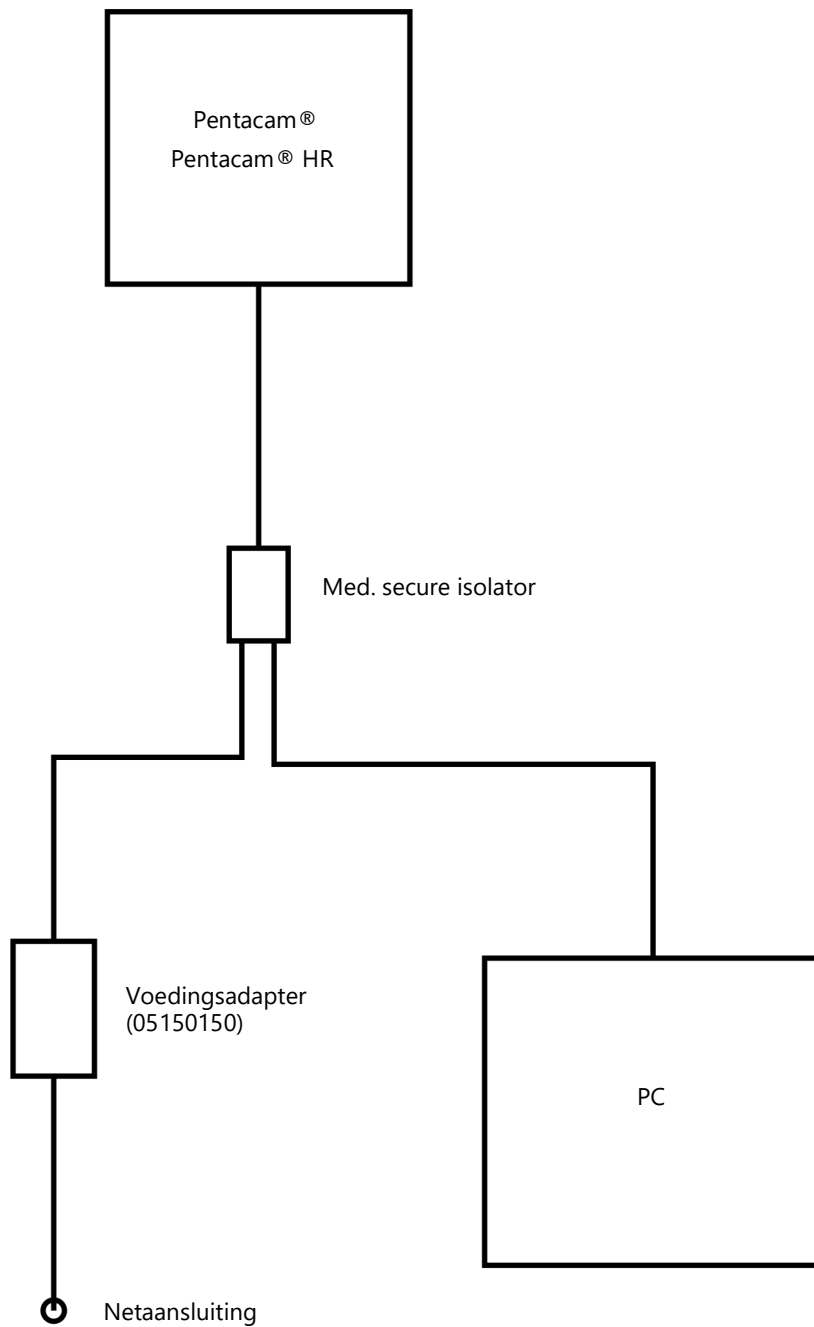 Pentacam®
Pentacam® HR
Med. secure isolator
Voedingsadapter
(05150150)
PC
Netaansluiting